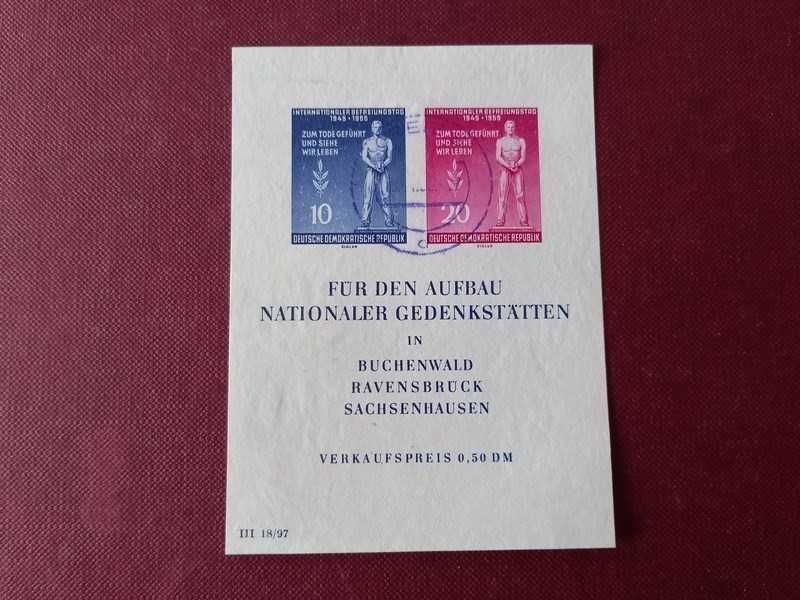 INTERNATIONALER BEFREIUNGSTAG
1945 - 1955
ZUM TODE GEFÜHRT
UND SIEHE
WIR LEBEN
10
DEUTSCHE DEMOKRATISCHE REPUBLIK
INTERNATIONALER BEFREIUNGSTAG
1945 - 1955
ZUM TODE GEFÜHRT
UND SIEHE
WIR LEBEN
20
DEUTSCHE DEMOKRATISCHE REPUBLIK
FÜR DEN AUFBAU
NATIONALER GEDENKSTÄTTEN
IN
BUCHENWALD
RAVENSBRÜCK
SACHSENHAUSEN
VERKAUFSPREIS 0,50 DM
III 18/97